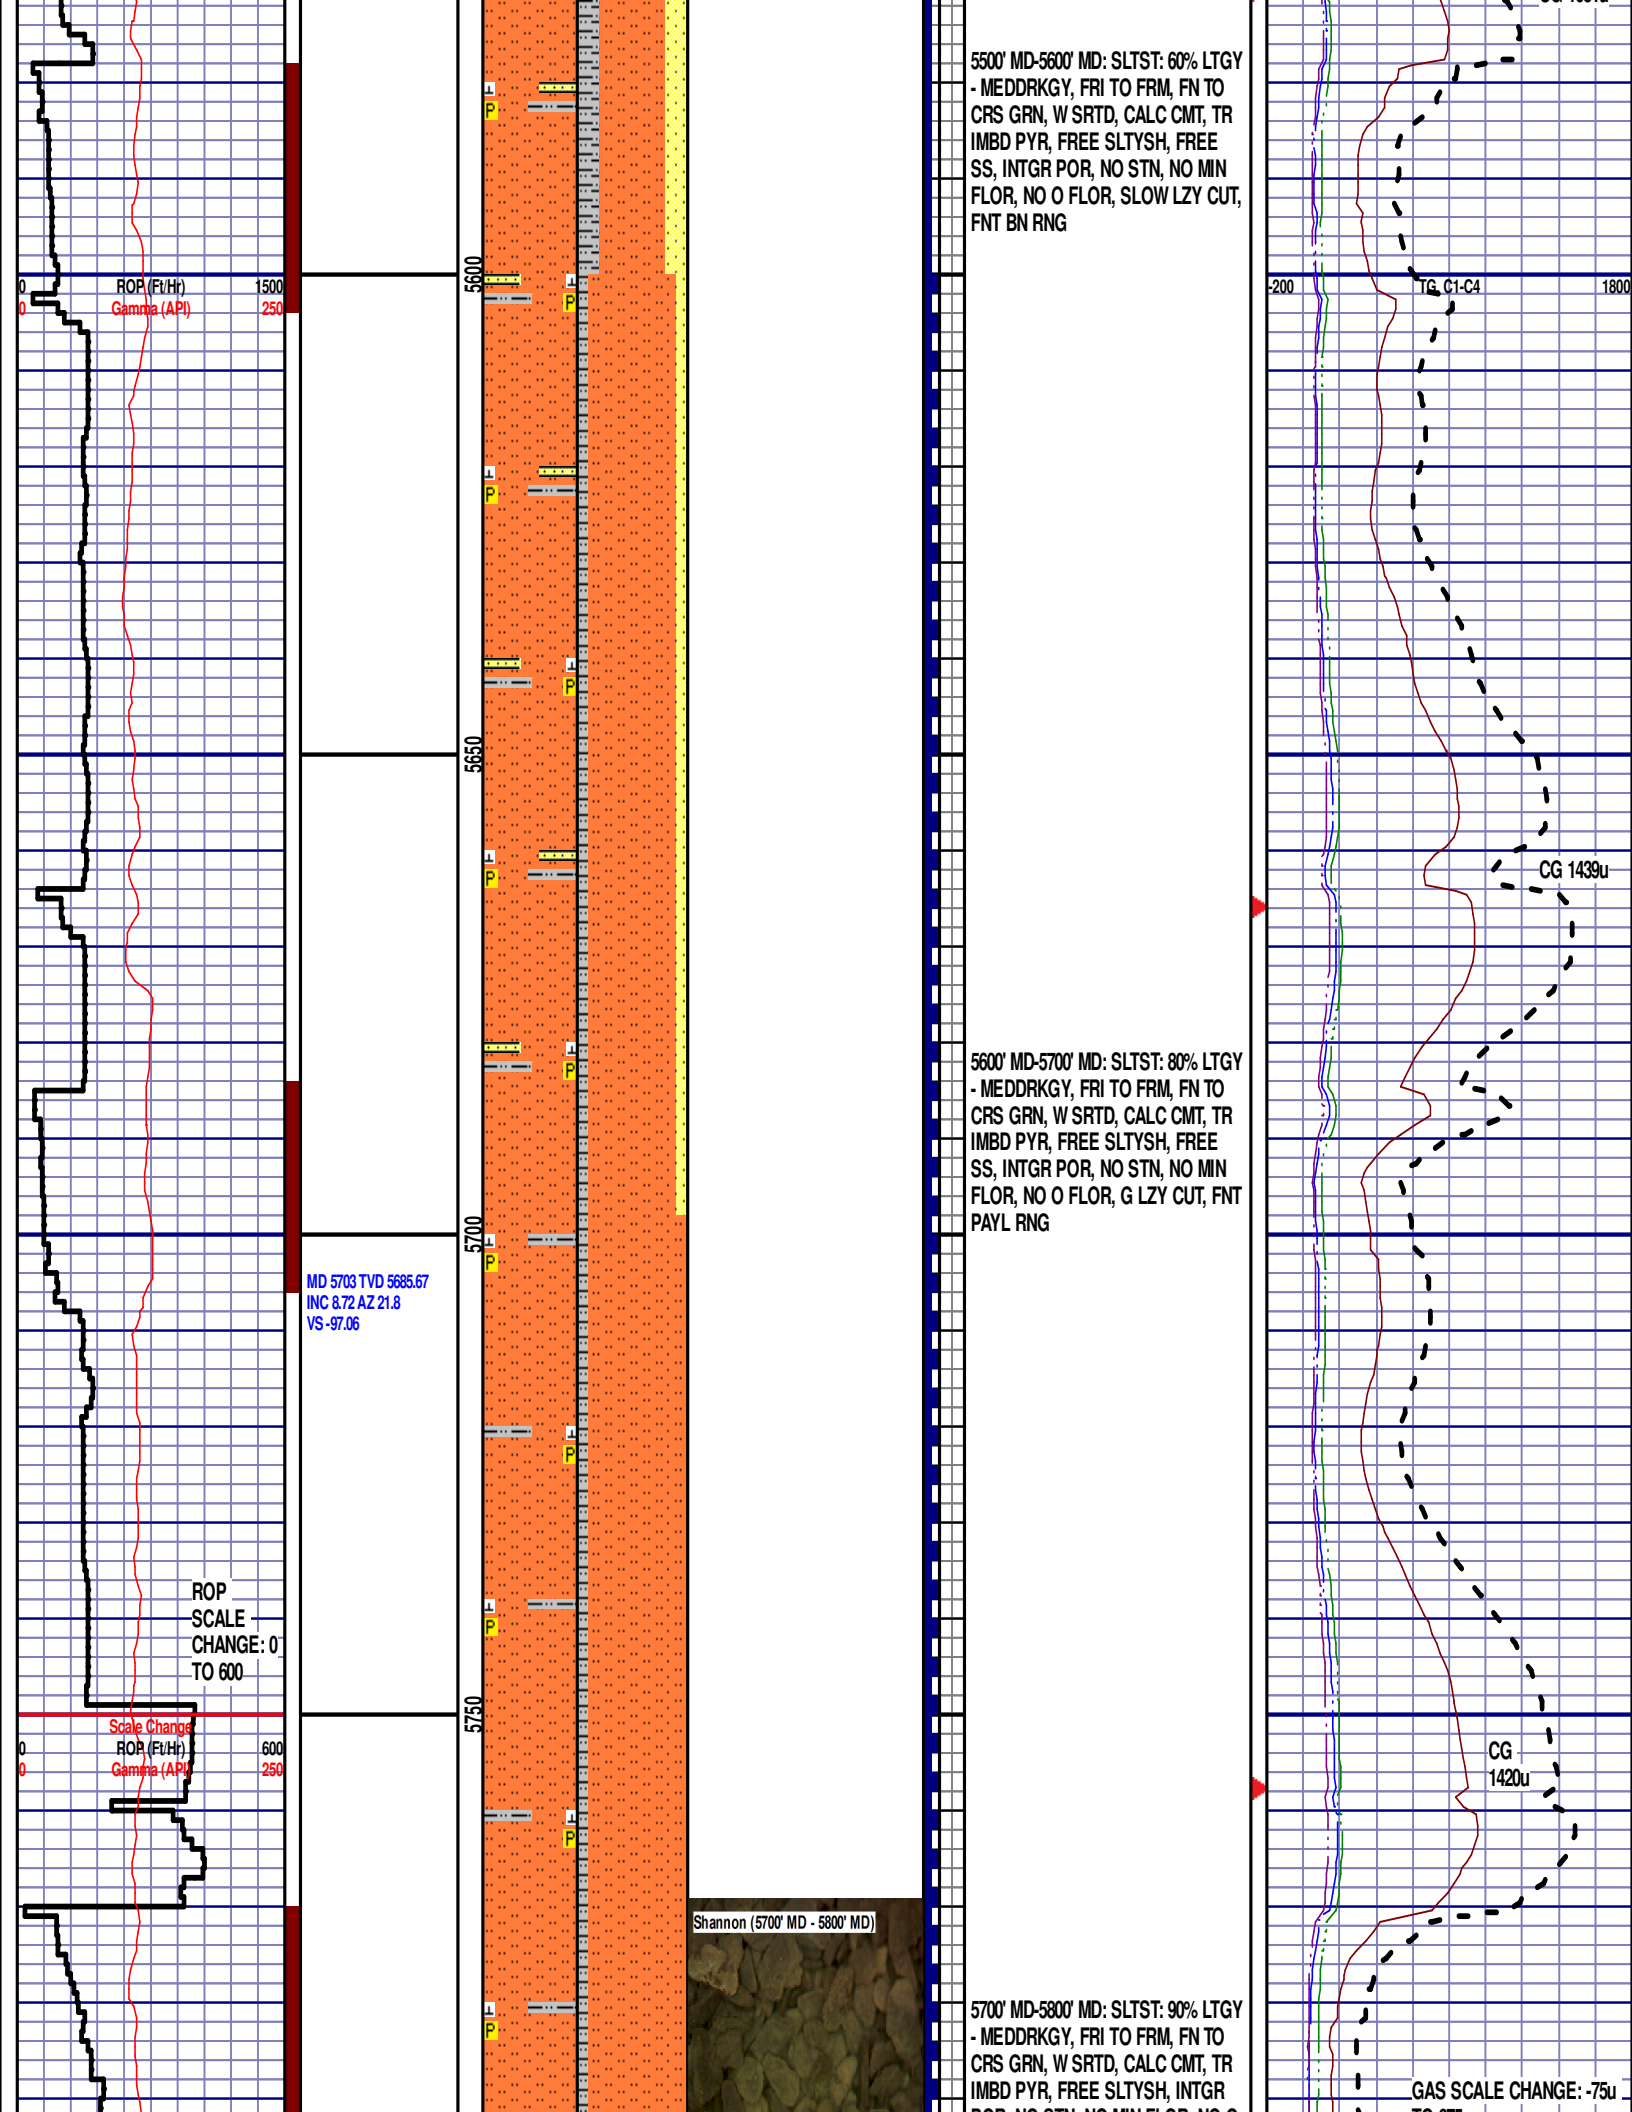 5500' MD-5600' MD: SLTST: 60% LTGY
- MEDDRKGY, FRI TO FRM, FN TO
CRS GRN, W SRTD, CALC CMT, TR
IMBD PYR, FREE SLTYSH, FREE
SS, INTGR POR, NO STN, NO MIN
FLOR, NO O FLOR, SLOW LZY CUT,
FNT BN RNG
P
5600
0 ROP (Ft/Hr) 1500
0 Gamma (API) 250
-200 TG, C1-C4 1800
P
P
P
5650
P
CG 1439u
P
5600' MD-5700' MD: SLTST: 80% LTGY
- MEDDRKGY, FRI TO FRM, FN TO
CRS GRN, W SRTD, CALC CMT, TR
IMBD PYR, FREE SLTYSH, FREE
SS, INTGR POR, NO STN, NO MIN
FLOR, NO O FLOR, G LZY CUT, FNT
PAYL RNG
5700
P
MD 5703 TVD 5685.67
INC 8.72 AZ 21.8
VS -97.06
P
ROP
SCALE
CHANGE: 0
TO 600
P
5750
Scale Change
0 ROP (Ft/Hr) 600
0 Gamma (API) 250
CG
1420u
P
Shannon (5700' MD - 5800' MD)
P
5700' MD-5800' MD: SLTST: 90% LTGY
- MEDDRKGY, FRI TO FRM, FN TO
CRS GRN, W SRTD, CALC CMT, TR
IMBD PYR, FREE SLTYSH, INTGR
GAS SCALE CHANGE: -75u